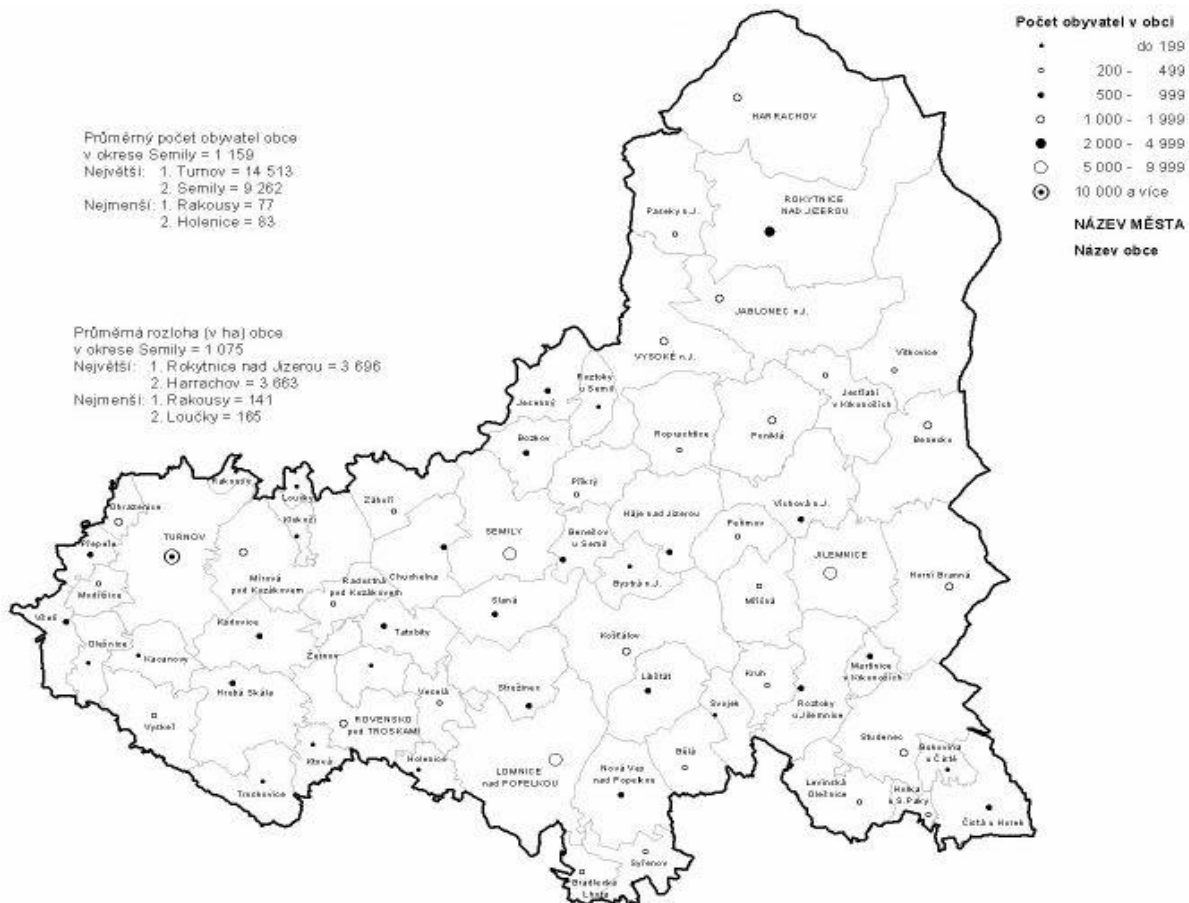 Počet obyvatel v obci
do 199
200 - 499
500 - 999
1 000 - 1 999
2 000 - 4 999
5 000 - 9 999
10 000 a více
NÁZEV MĚSTA
Název obce
Průměrný počet obyvatel obce
v okrese Semily = 1 159
Největší: 1. Turnov = 14 513
2. Semily = 9 262
Nejmenší: 1. Rakousy = 77
2. Holenice = 83
Průměrná rozloha (v ha) obce
v okrese Semily = 1 075
Největší: 1. Rokytnice nad Jizerou = 3 696
2. Harrachov = 3 663
Nejmenší: 1. Rakousy = 141
2. Loučky = 165
HARRACHOV
ROKYTNICE
NAD JIZEROU
Paseky n.J.
JABLONEC n.J.
VYSOKÉ n.J.
Vítkovice
Roztoky
u Semil
Jesenný
Jestřabí
v Krkonoších
Bozkov
Roprachtice
Poniklá
Benecko
Rakousy
Loučky
Příkrý
Záhoří
Obrazenice
Klokočí
Víchová n.J.
Háje nad Jizerou
TURNOV
SEMILY
Benešov
u Semil
Peřimov
Přepeře
JILEMNICE
Mírová
pod Kozákovem
Radostná
pod Kozákovem
Chuchelna
Bystrá n.J.
Horní Branná
Modřišice
Slaná
Mříčná
Všeň
Karlovice
Tatobity
Košťálov
Olešnice
Kacanovy
Žernov
Martinice
v Krkonoších
Hrubá Skála
Veselá
Stružinec
Libštát
Kruh
Svojek
Roztoky
u Jilemnice
Vyskeř
ROVENSKO
pod TROSKAMI
Studenec
Bukovina
u Čisté
Ktová
Holenice
LOMNICE
nad POPELKOU
Nová Ves
nad Popelkou
Bělá
Troskovice
Levínská
Olešnice
Horka
u S.Paky
Čistá u Horek
Syřenov
Bradlecká
Lhota